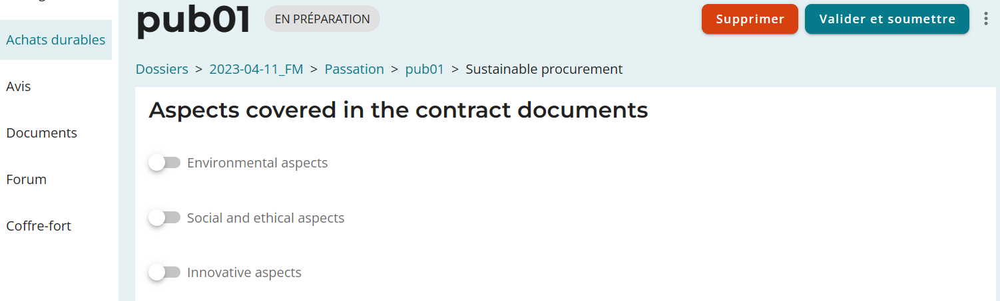 pub01
EN PRÉPARATION
Supprimer
Valider et soumettre
Achats durables
Avis
Documents
Forum
Coffre-fort
Dossiers > 2023-04-11_FM > Passation > pub01 > Sustainable procurement
Aspects covered in the contract documents
Environmental aspects
Social and ethical aspects
Innovative aspects